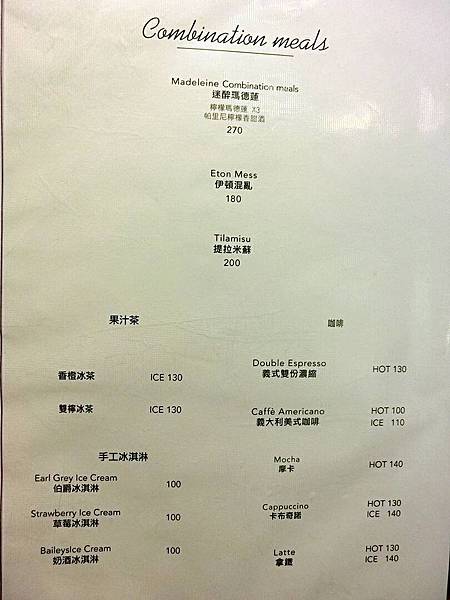 Combination meals
Madeleine Combination meals
迷醉瑪德蓮
檸檬瑪德蓮 X3
帕里尼檸檬香甜酒
270
Eton Mess
伊頓混亂
180
Tilamisu
提拉米蘇
200
果汁茶
香橙冰茶 ICE 130
雙檸冰茶 ICE 130
手工冰淇淋
Earl Grey Ice Cream
伯爵冰淇淋 100
Strawberry Ice Cream
草莓冰淇淋 100
BaileysIce Cream
奶酒冰淇淋 100
咖啡
Double Espresso
義式雙份濃縮 HOT 130
Caffè Americano HOT 100
義大利美式咖啡 ICE 110
Mocha
摩卡 HOT 140
Cappuccino HOT 130
卡布奇諾 ICE 140
Latte HOT 130
拿鐵 ICE 140